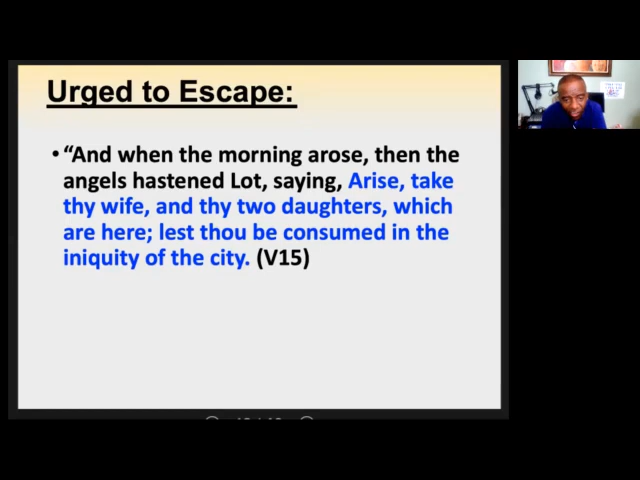 Urged to Escape:
• “And when the morning arose, then the
angels hastened Lot, saying, Arise, take
thy wife, and thy two daughters, which
are here; lest thou be consumed in the
iniquity of the city. (V15)